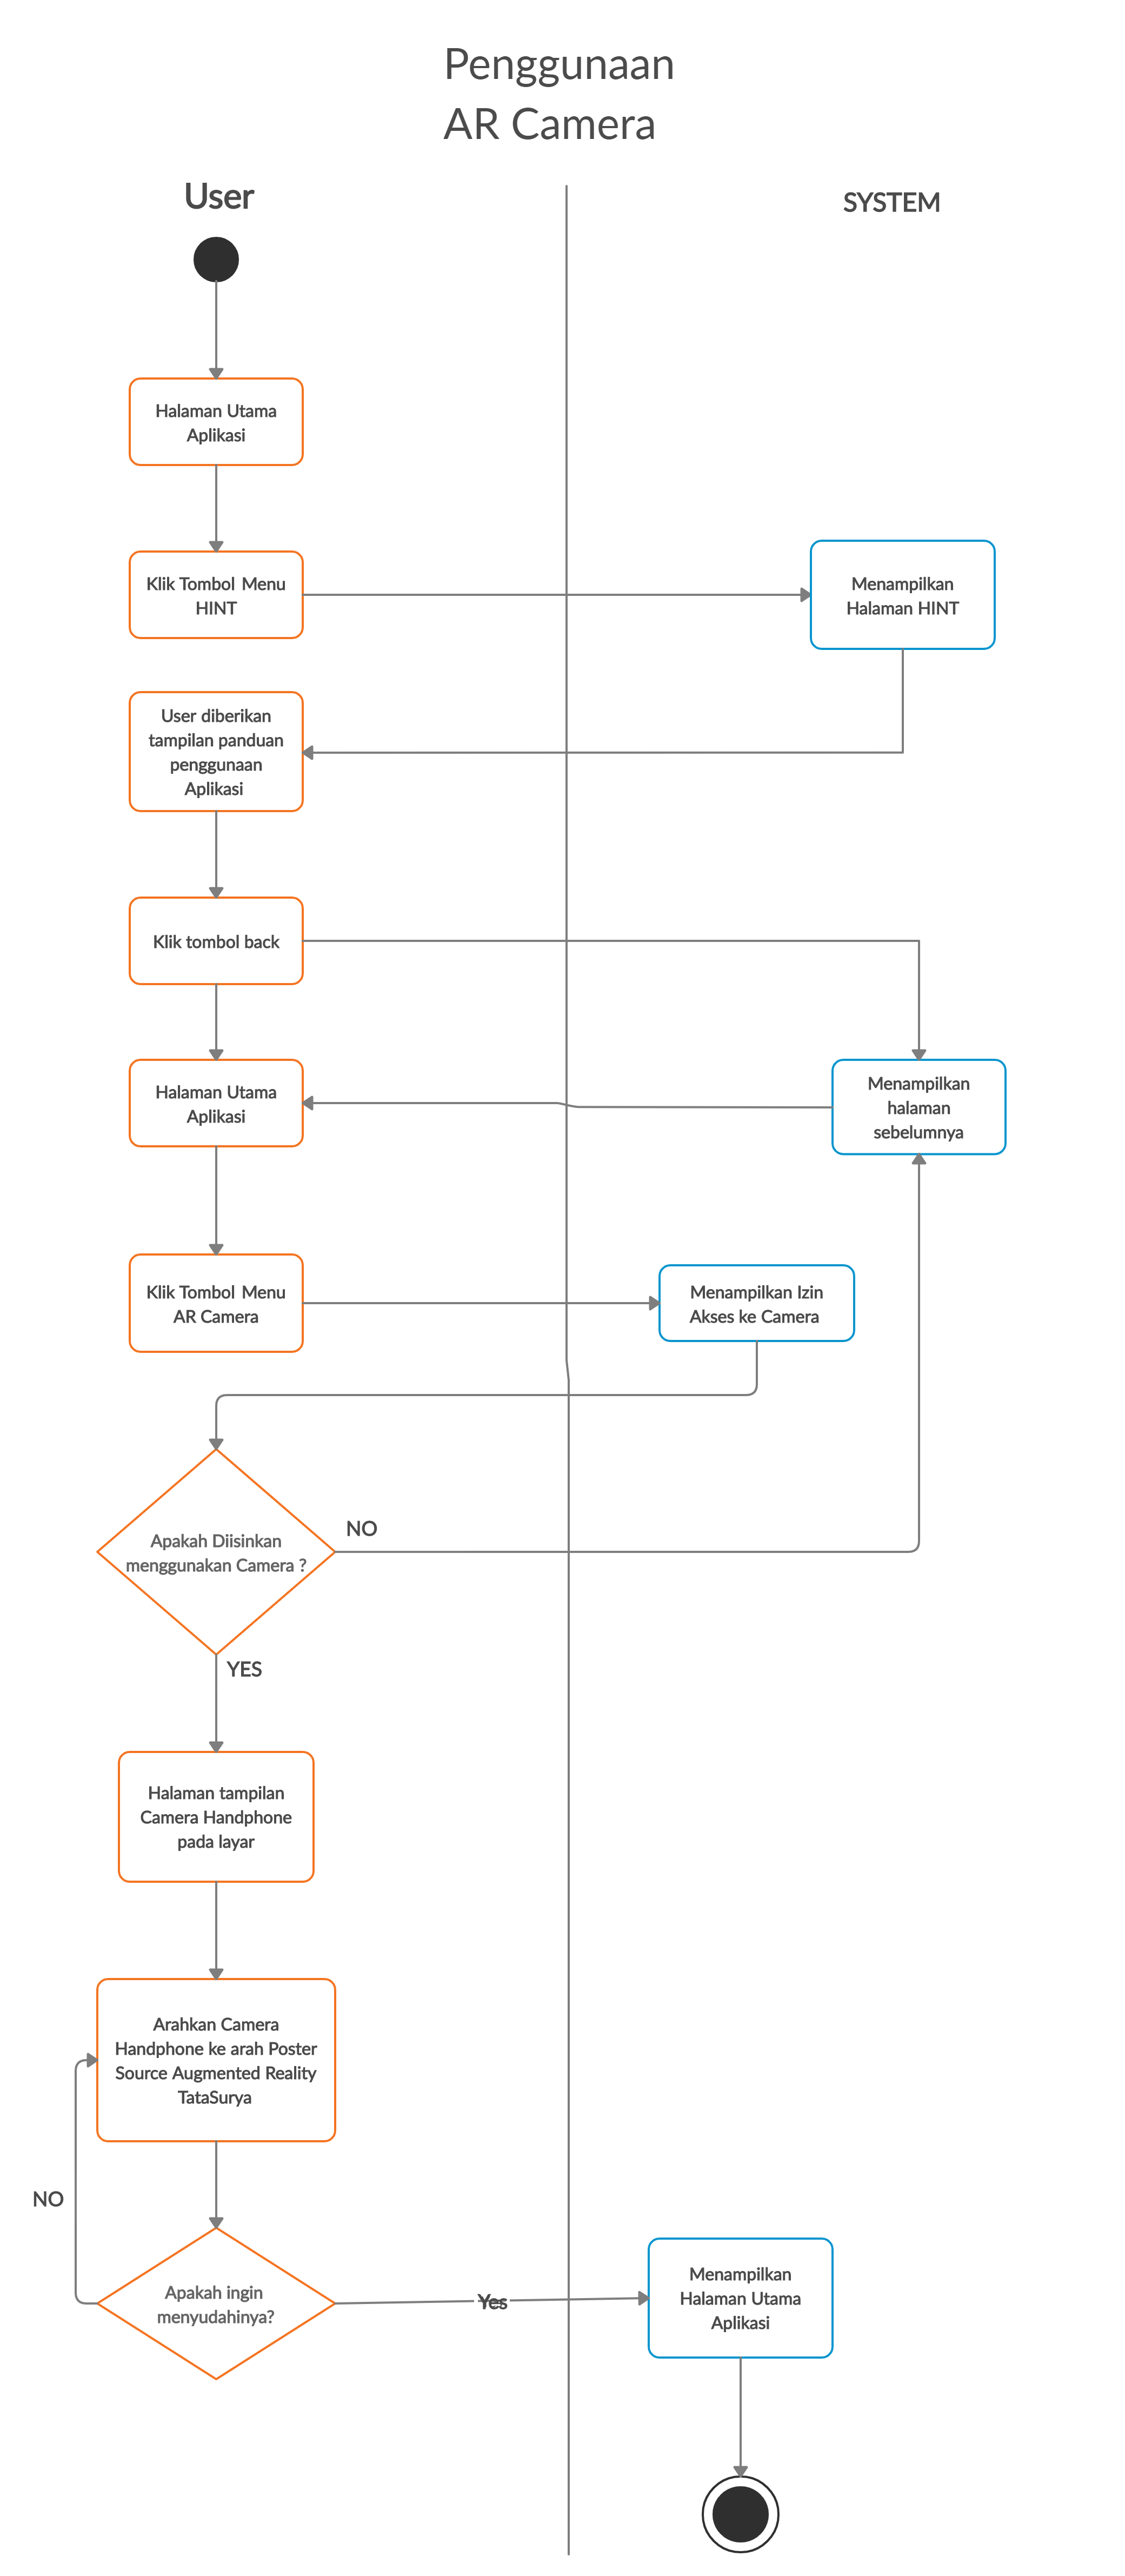 Penggunaan
AR Camera
User
SYSTEM
Halaman Utama
Aplikasi
Klik Tombol Menu
HINT
Menampilkan
Halaman HINT
User diberikan
tampilan panduan
penggunaan
Aplikasi
Klik tombol back
Halaman Utama
Aplikasi
Menampilkan
halaman
sebelumnya
Klik Tombol Menu
AR Camera
Menampilkan Izin
Akses ke Camera
Apakah Diisinkan
menggunakan Camera ?
NO
YES
Halaman tampilan
Camera Handphone
pada layar
Arahkan Camera
Handphone ke arah Poster
Source Augmented Reality
TataSurya
NO
Apakah ingin
menyudahinya?
Yes
Menampilkan
Halaman Utama
Aplikasi